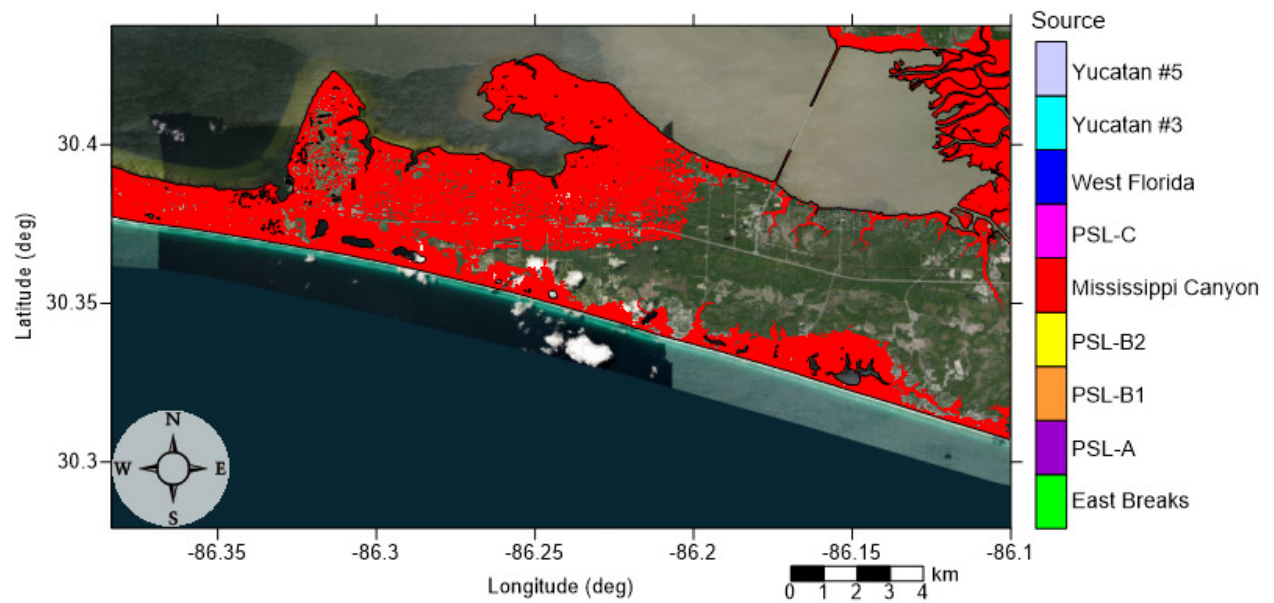 Source
Yucatan #5
Yucatan #3
West Florida
PSL-C
Mississippi Canyon
PSL-B2
PSL-B1
PSL-A
East Breaks
Latitude (deg)
30.4
30.35
30.3
N
W E
S
-86.35 -86.3 -86.25 -86.2 -86.15 -86.1
Longitude (deg)
km
0 1 2 3 4